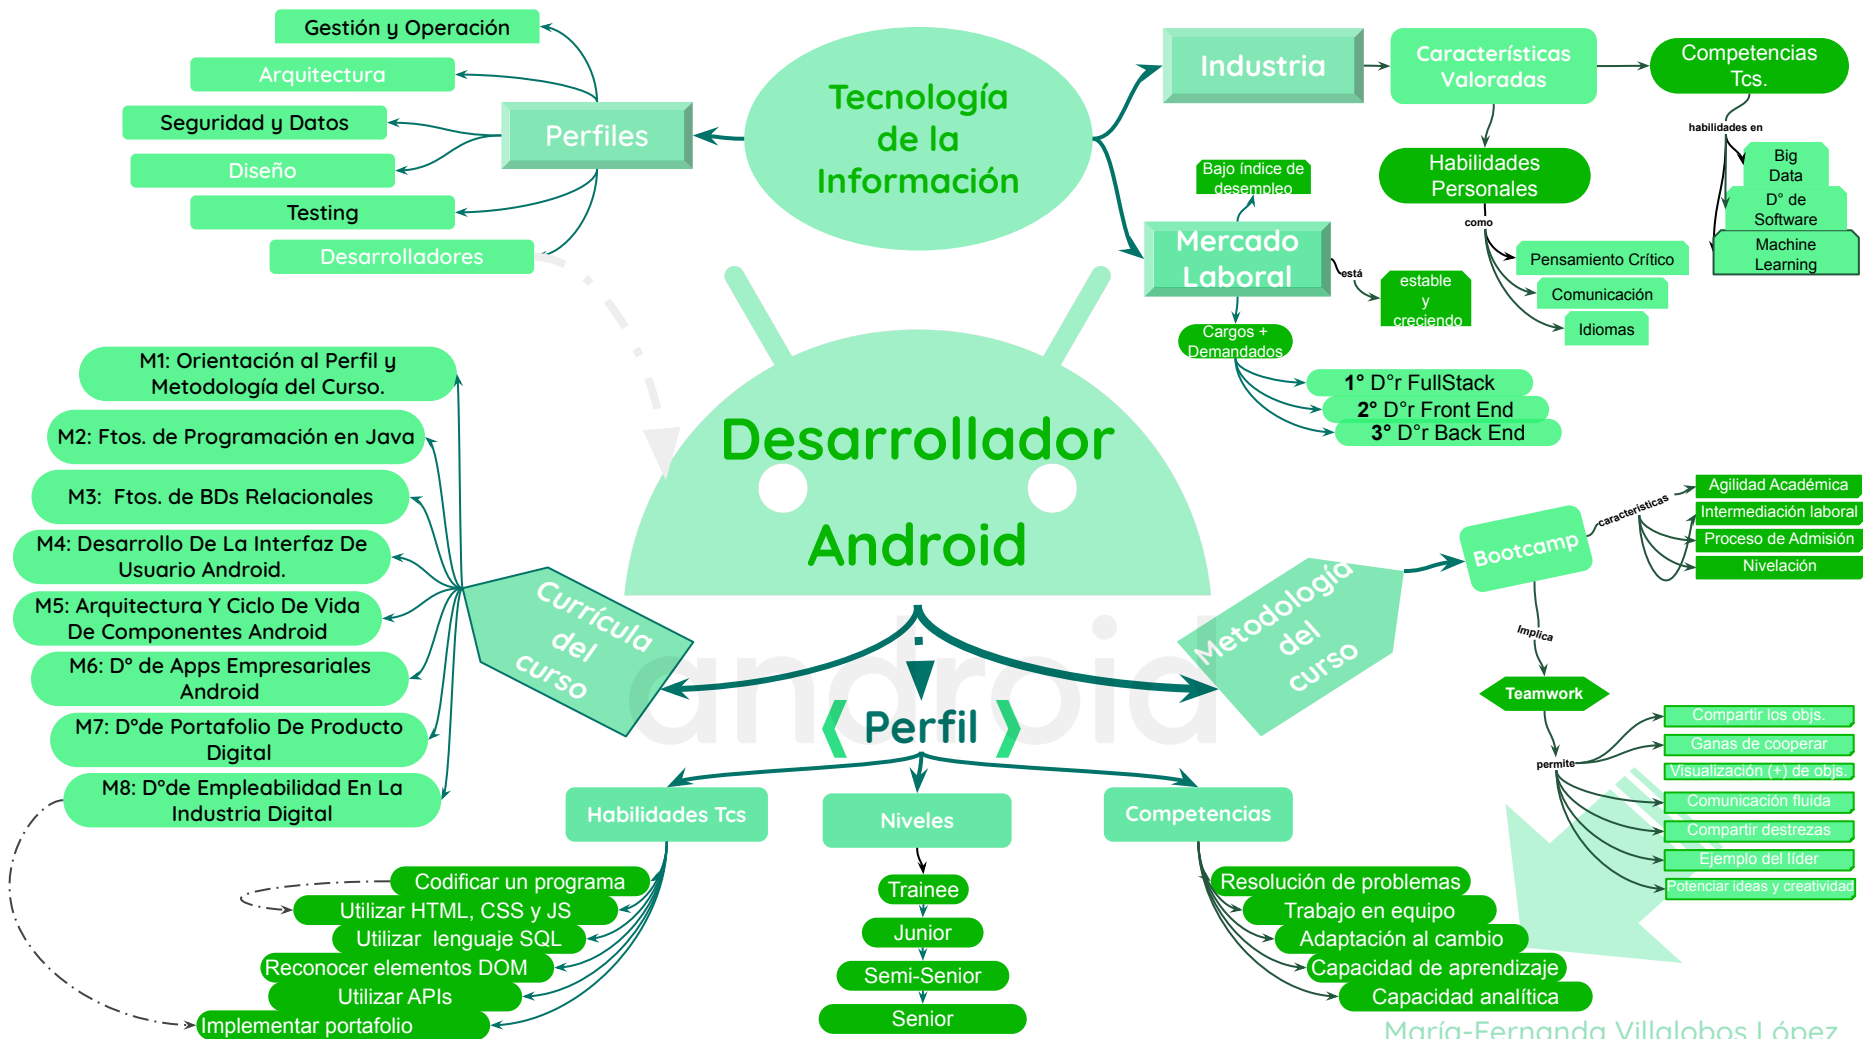 Gestión y Operación
Arquitectura
Seguridad y Datos
Diseño
Testing
Desarrolladores
Perfiles
Tecnología
de la
Información
Industria
Características
Valoradas
Competencias
Tcs.
habilidades en
Big
Data
D° de
Software
Machine
Learning
Habilidades
Personales
como
Pensamiento Crítico
Comunicación
Idiomas
Bajo índice de
desempleo
Mercado
Laboral
está
estable
y
creciendo
Cargos +
Demandados
1° D°r FullStack
2° D°r Front End
3° D°r Back End
Desarrollador
Android
M1: Orientación al Perfil y
Metodología del Curso.
M2: Ftos. de Programación en Java
M3:  Ftos. de BDs Relacionales
M4: Desarrollo De La Interfaz De
Usuario Android.
M5: Arquitectura Y Ciclo De Vida
De Componentes Android
M6: D° de Apps Empresariales
Android
M7: D°de Portafolio De Producto
Digital
M8: D°de Empleabilidad En La
Industria Digital
Currícula
del
curso
Metodología
del
curso
android
Bootcamp
características
Agilidad Académica
Intermediación laboral
Proceso de Admisión
Nivelación
Implica
Teamwork
permite
Compartir los objs.
Ganas de cooperar
Visualización (+) de objs.
Comunicación fluida
Compartir destrezas
Ejemplo del líder
Potenciar ideas y creatividad
Perfil
Habilidades Tcs
Niveles
Competencias
Codificar un programa
Utilizar HTML, CSS y JS
Utilizar  lenguaje SQL
Reconocer elementos DOM
Utilizar APIs
Implementar portafolio
Trainee
Junior
Semi-Senior
Senior
Resolución de problemas
Trabajo en equipo
Adaptación al cambio
Capacidad de aprendizaje
Capacidad analítica
María-Fernanda Villalobos López